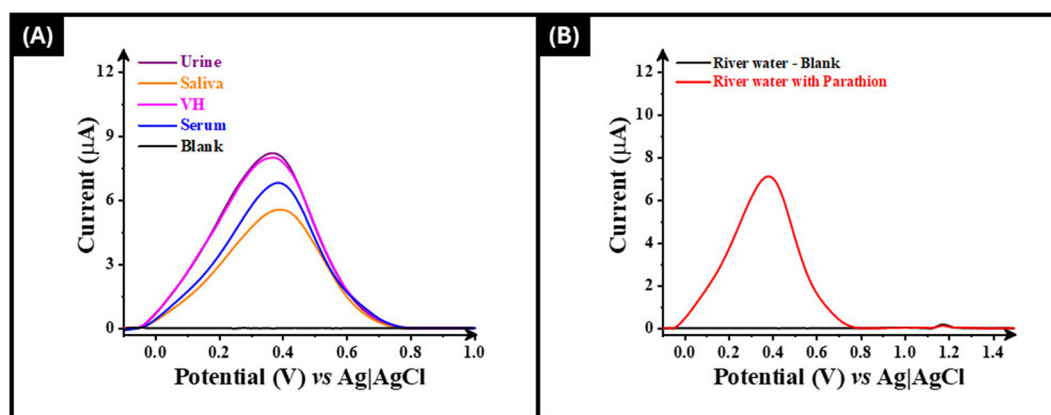 (A)
Urine
Saliva
VH
Serum
Blank
12
9
6
3
0
Current (µA)
0.0 0.2 0.4 0.6 0.8 1.0
Potential (V) vs Ag|AgCl
(B)
River water - Blank
River water with Parathion
12
10
8
6
4
2
0
Current (µA)
0.0 0.2 0.4 0.6 0.8 1.0 1.2 1.4
Potential (V) vs Ag|AgCl